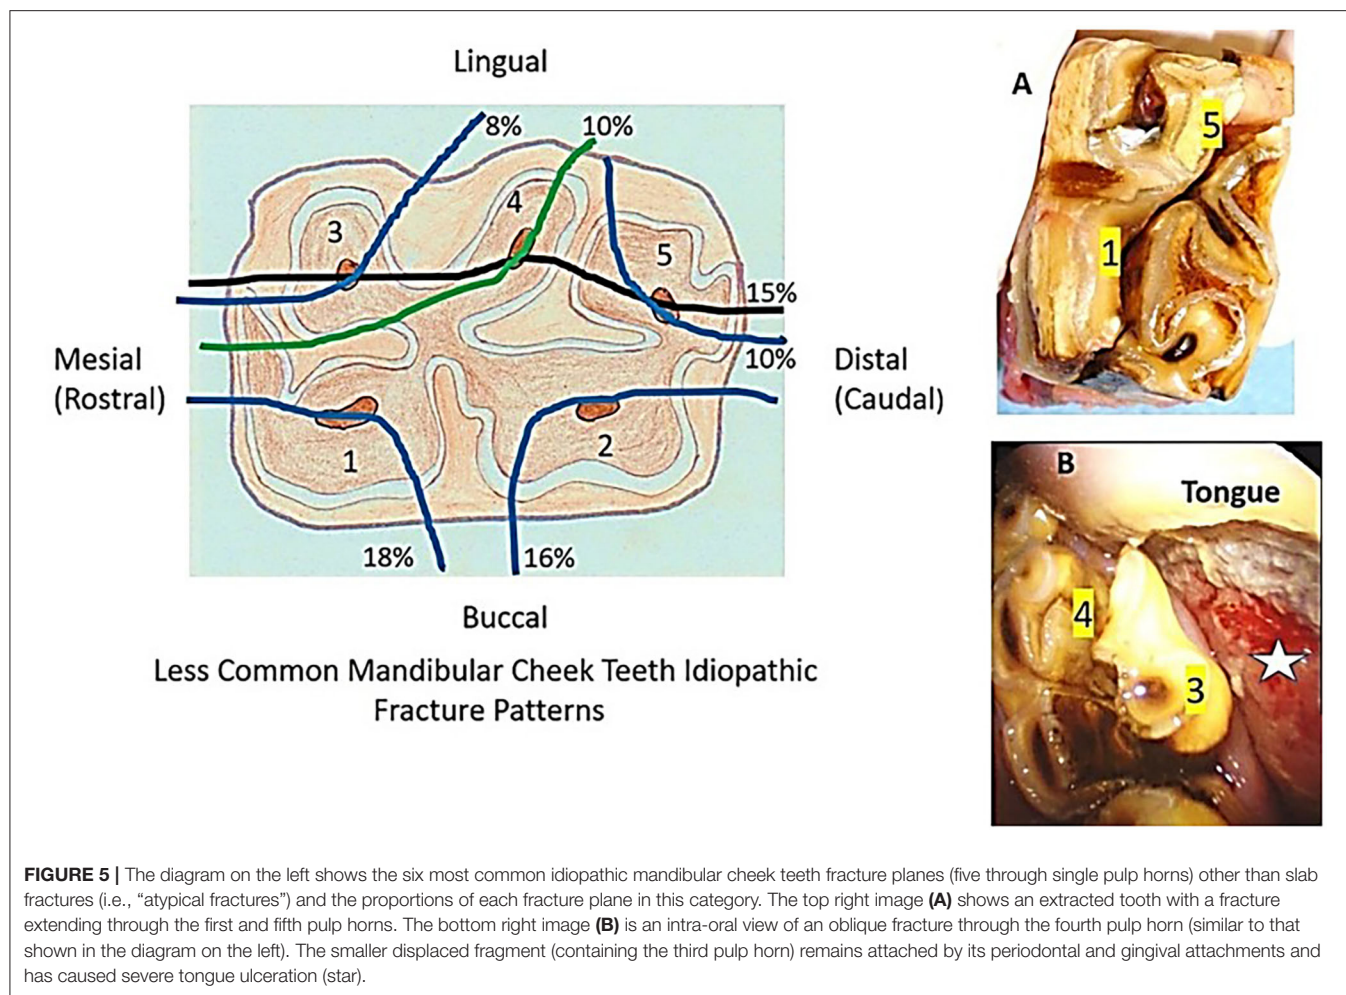 Lingual
8%
10%
3
4
5
15%
10%
Mesial
(Rostral)
Distal
(Caudal)
1
2
18%
16%
Buccal
Less Common Mandibular Cheek Teeth Idiopathic
Fracture Patterns
A
5
1
B
Tongue
4
3
FIGURE 5 | The diagram on the left shows the six most common idiopathic mandibular cheek teeth fracture planes (five through single pulp horns) other than slab
fractures (i.e., “atypical fractures”) and the proportions of each fracture plane in this category. The top right image (A) shows an extracted tooth with a fracture
extending through the first and fifth pulp horns. The bottom right image (B) is an intra-oral view of an oblique fracture through the fourth pulp horn (similar to that
shown in the diagram on the left). The smaller displaced fragment (containing the third pulp horn) remains attached by its periodontal and gingival attachments and
has caused severe tongue ulceration (star).